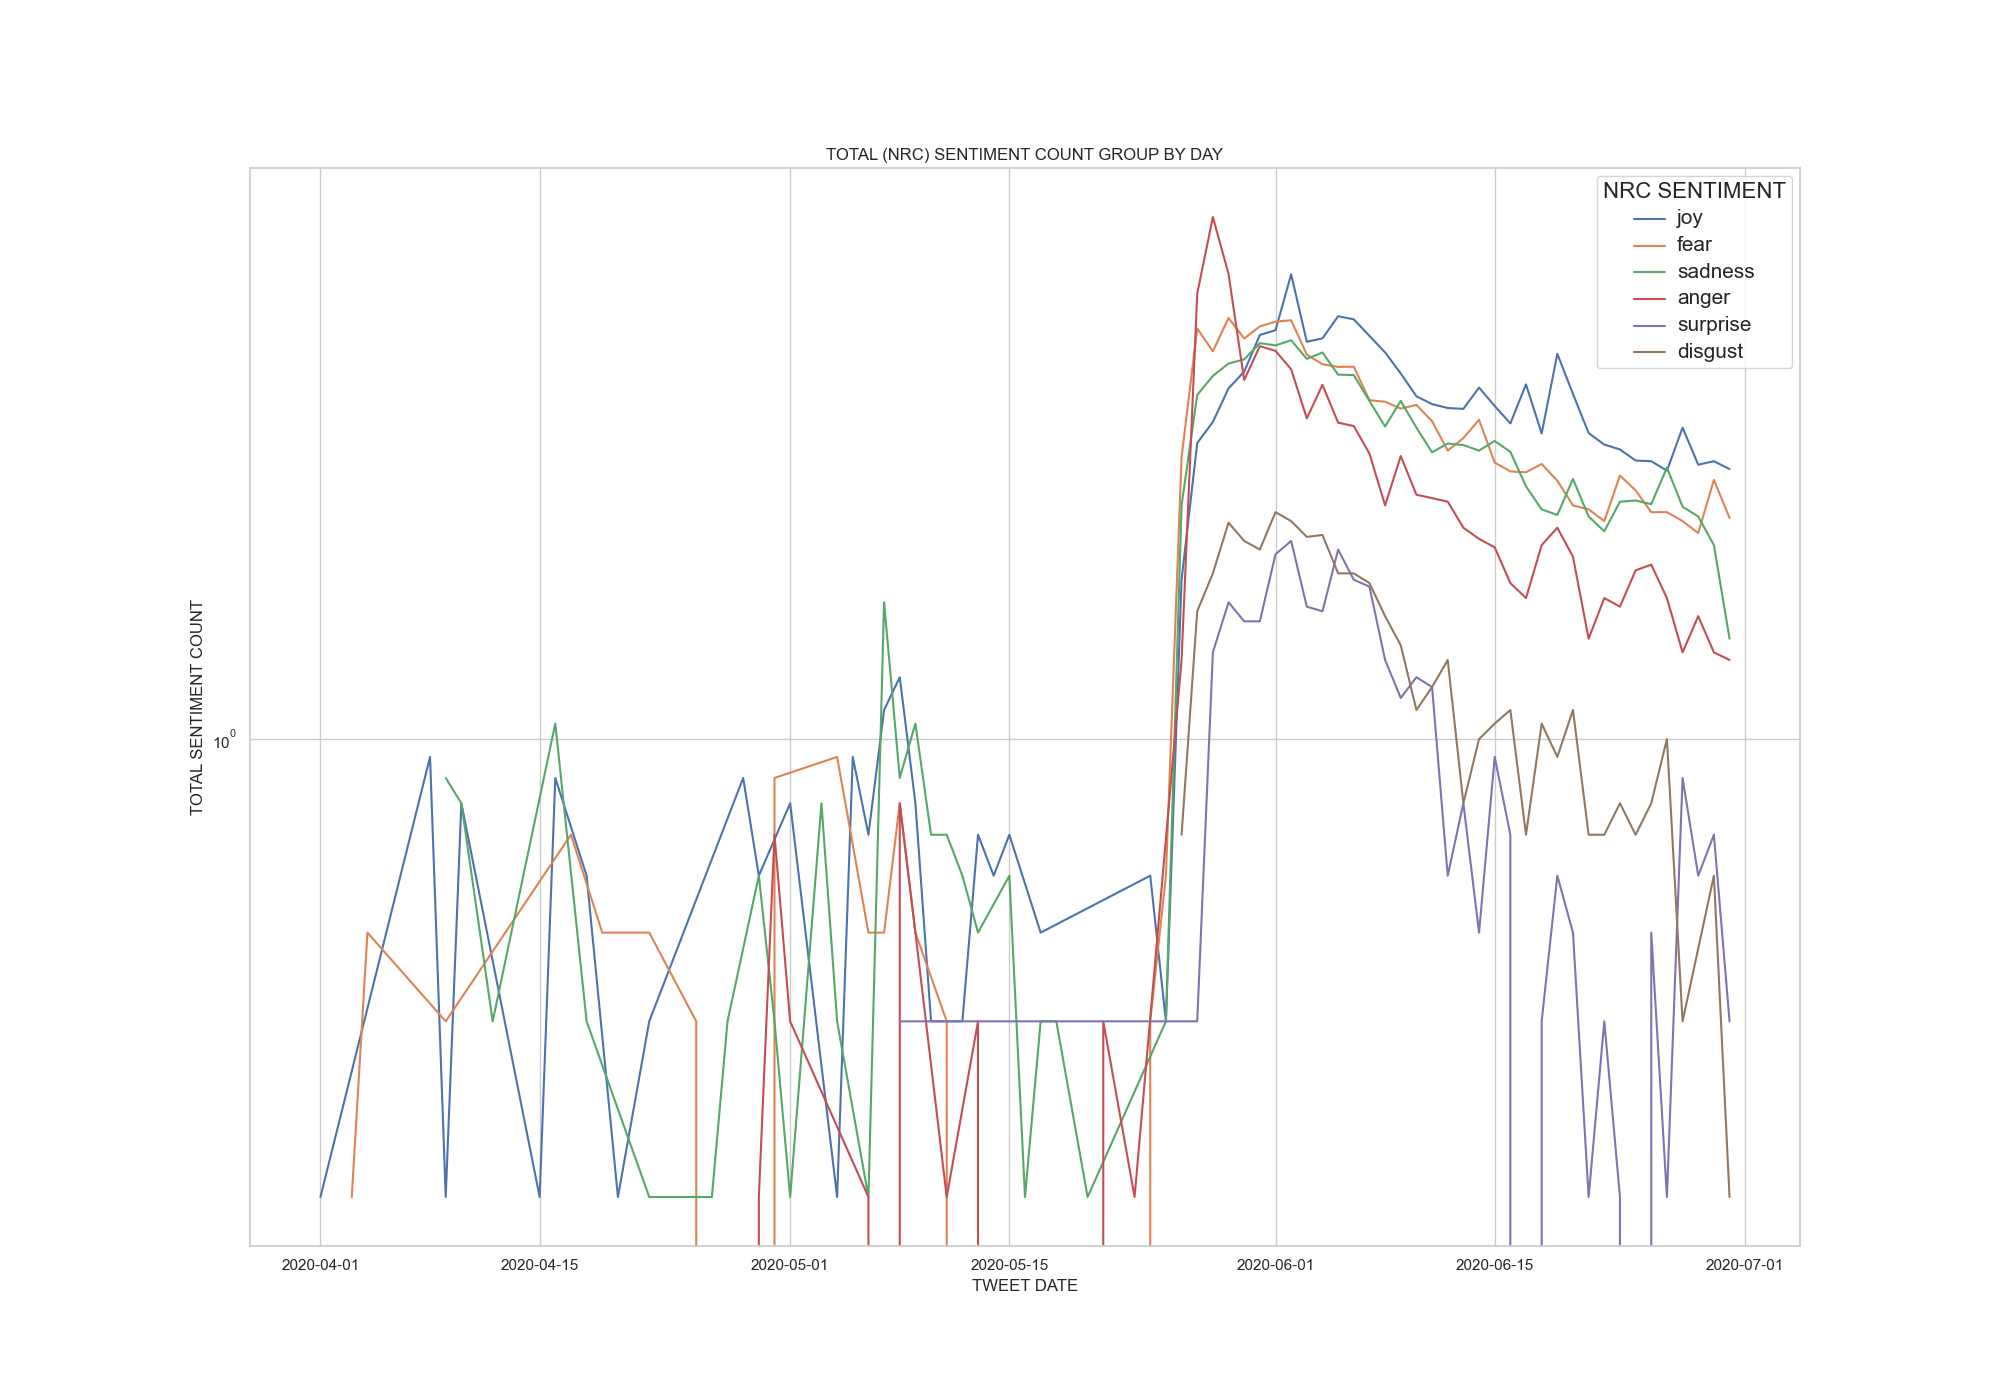 TOTAL (NRC) SENTIMENT COUNT GROUP BY DAY
NRC SENTIMENT
joy
fear
sadness
anger
surprise
disgust
TOTAL SENTIMENT COUNT
10^0
2020-04-01 2020-04-15 2020-05-01 2020-05-15 2020-06-01 2020-06-15 2020-07-01
TWEET DATE